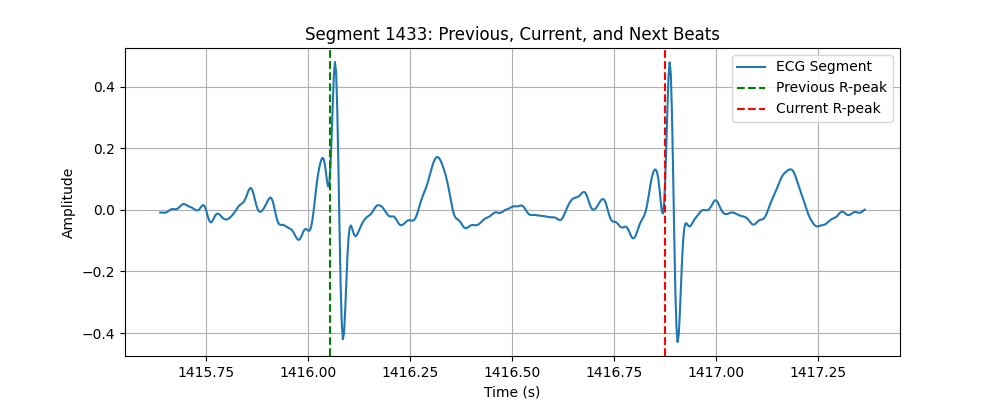 Segment 1433: Previous, Current, and Next Beats
ECG Segment
Previous R-peak
Current R-peak
Amplitude
0.4
0.2
0.0
−0.2
−0.4
1415.75 1416.00 1416.25 1416.50 1416.75 1417.00 1417.25
Time (s)